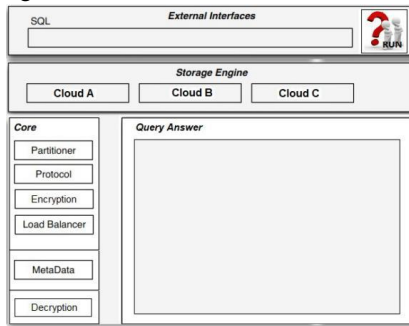 External Interfaces
SQL
RUN
Storage Engine
Cloud A
Cloud B
Cloud C
Core
Partitioner
Protocol
Encryption
Load Balancer
MetaData
Decryption
Query Answer